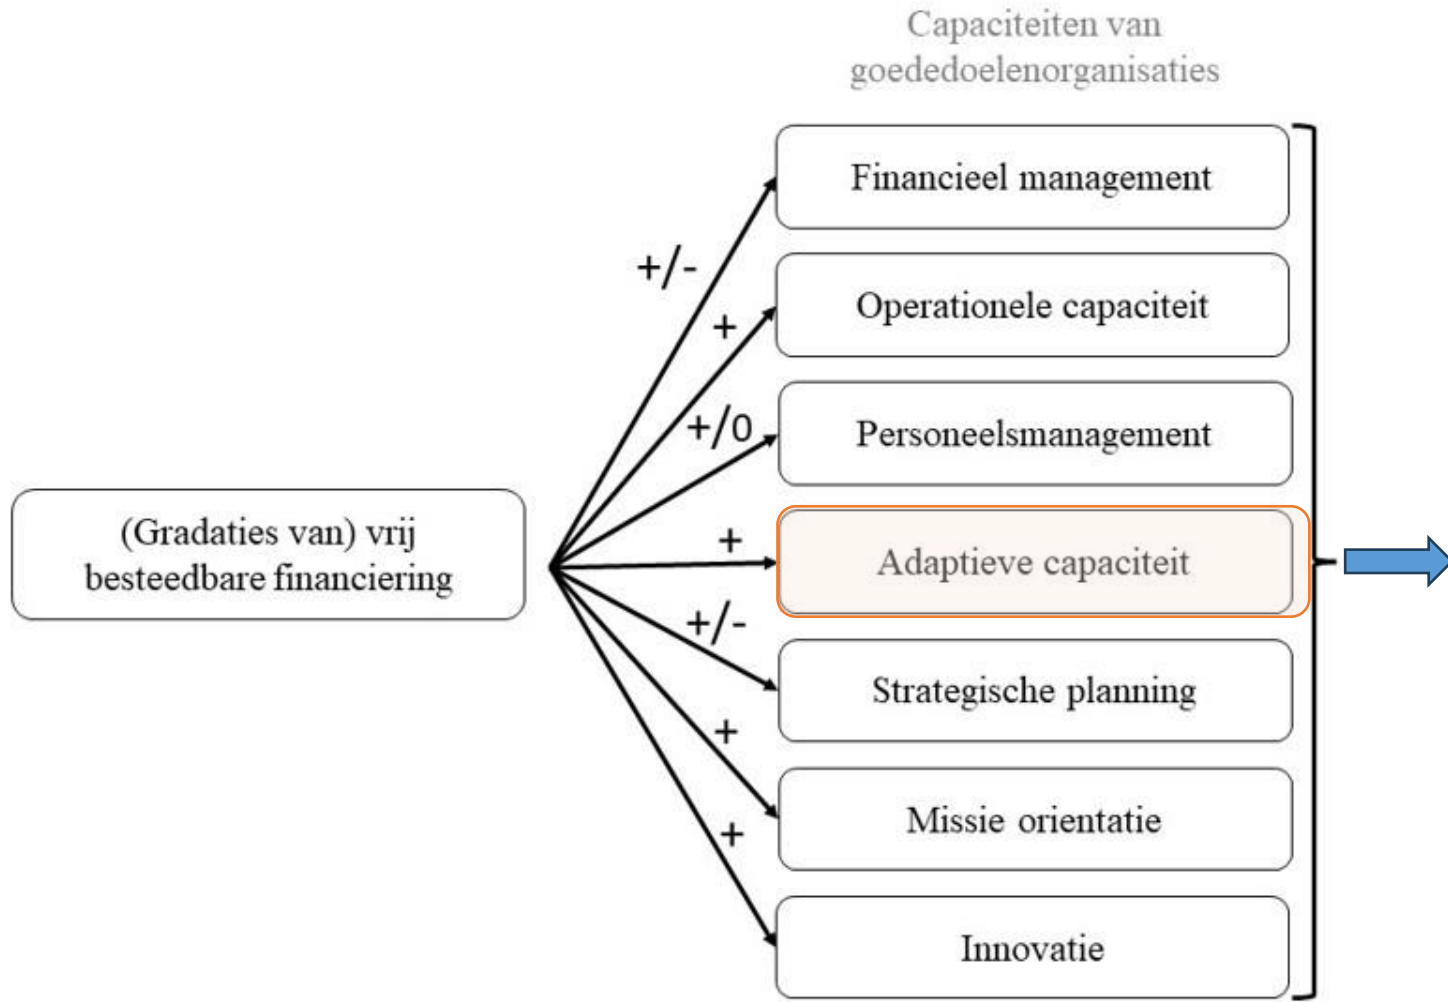 Capaciteiten van
goededoelenorganisaties
Financieel management
+/-
Operationele capaciteit
+
Personeelsmanagement
+/0
(Gradaties van) vrij
besteedbare financiering
Adaptieve capaciteit
+
Strategische planning
+/-
Missie orientatie
+
Innovatie
+